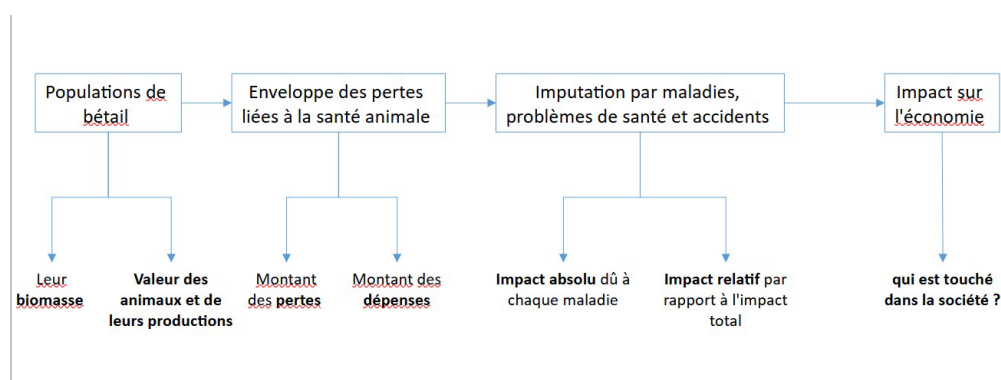 Populations de
bétail
Enveloppe des pertes
liées à la santé animale
Imputation par maladies,
problèmes de santé et accidents
Impact sur
l'économie
Leur
biomasse
Valeur des
animaux et de
leurs productions
Montant
des pertes
Montant des
dépenses
Impact absolu dû à
chaque maladie
Impact relatif par
rapport à l'impact
total
qui est touché
dans la société ?